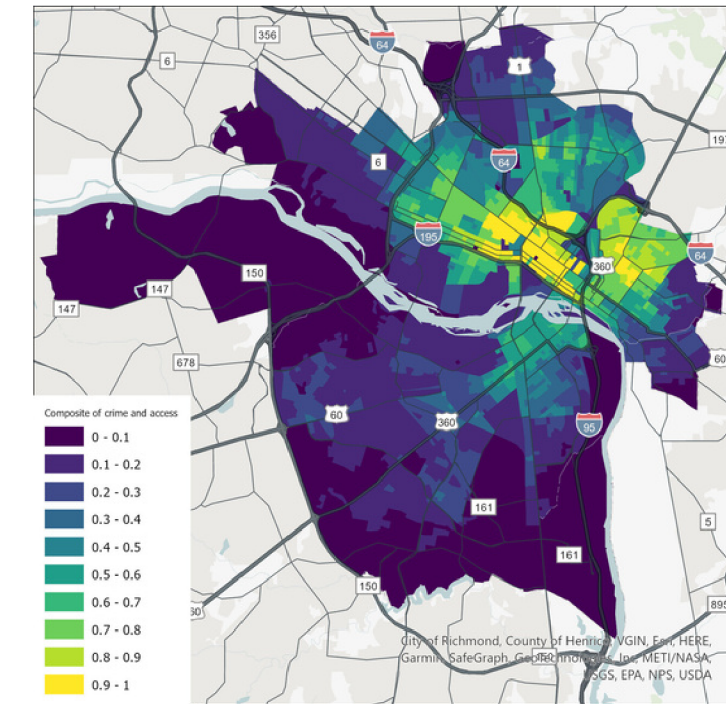 356
64
6
1
197
6
64
195
360
64
150
147
147
678
60
60
360
95
161
5
161
150
60
895
Composite of crime and access
0 - 0.1
0.1 - 0.2
0.2 - 0.3
0.3 - 0.4
0.4 - 0.5
0.5 - 0.6
0.6 - 0.7
0.7 - 0.8
0.8 - 0.9
0.9 - 1
City of Richmond, County of Henrico, VGIN, Esri, HERE,
Garmin, SafeGraph, GeoTechnologies, Inc, METI/NASA,
USGS, EPA, NPS, USDA